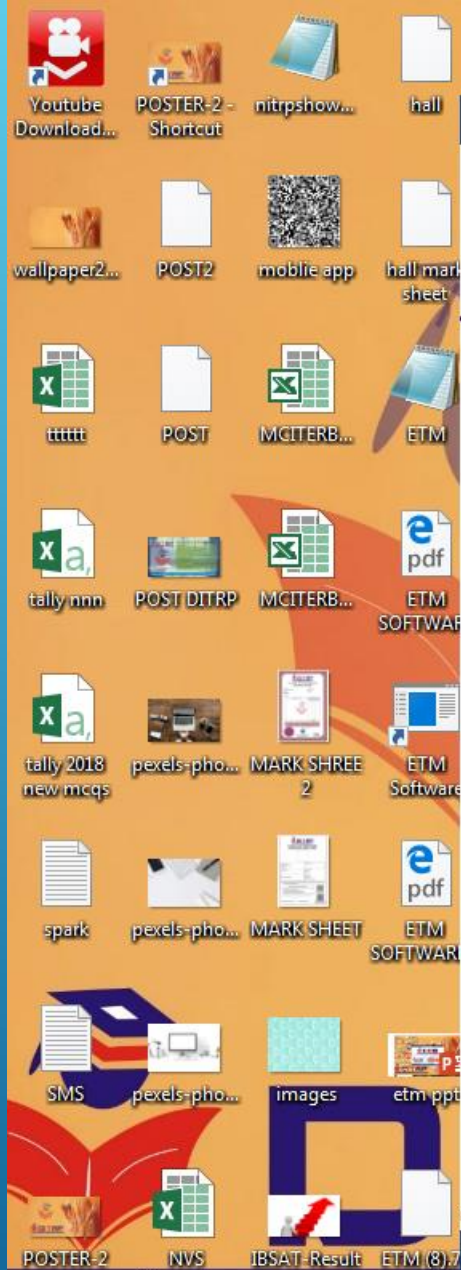 Youtube
Download...
POSTER-2 -
Shortcut
nitrpshow...
hall
wallpaper2...
POST2
moblie app
hall mark
sheet
tttttt
POST
MCITERB...
ETM
tally nnn
POST DITRP
MCITERB...
pdf
ETM
SOFTWAR
tally 2018
new mcqs
pexels-pho...
MARK SHREE
2
ETM
Software
spark
pexels-pho...
MARK SHEET
pdf
ETM
SOFTWAR
SMS
pexels-pho...
images
etm ppt
POSTER-2
NVS
IBSAT-Result
ETM (8).7